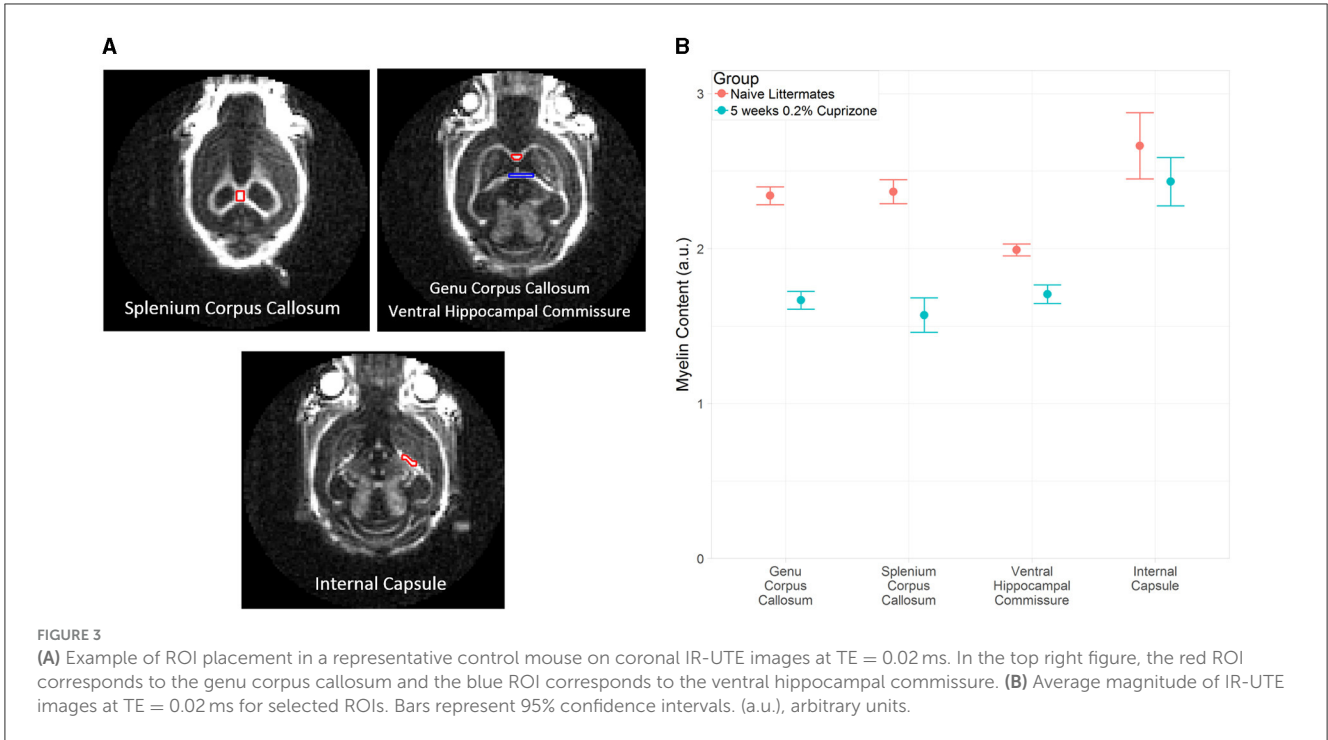 A
Splenium Corpus Callosum
Genu Corpus Callosum
Ventral Hippocampal Commissure
Internal Capsule
B
Group
Naive Littermates
5 weeks 0.2% Cuprizone
Myelin Content (a.u.)
3
2
1
0
Genu
Corpus
Callosum
Splenium
Corpus
Callosum
Ventral
Hippocampal
Commissure
Internal
Capsule
FIGURE 3
(A) Example of ROI placement in a representative control mouse on coronal IR-UTE images at TE = 0.02 ms. In the top right figure, the red ROI
corresponds to the genu corpus callosum and the blue ROI corresponds to the ventral hippocampal commissure. (B) Average magnitude of IR-UTE
images at TE = 0.02 ms for selected ROIs. Bars represent 95% confidence intervals. (a.u.), arbitrary units.